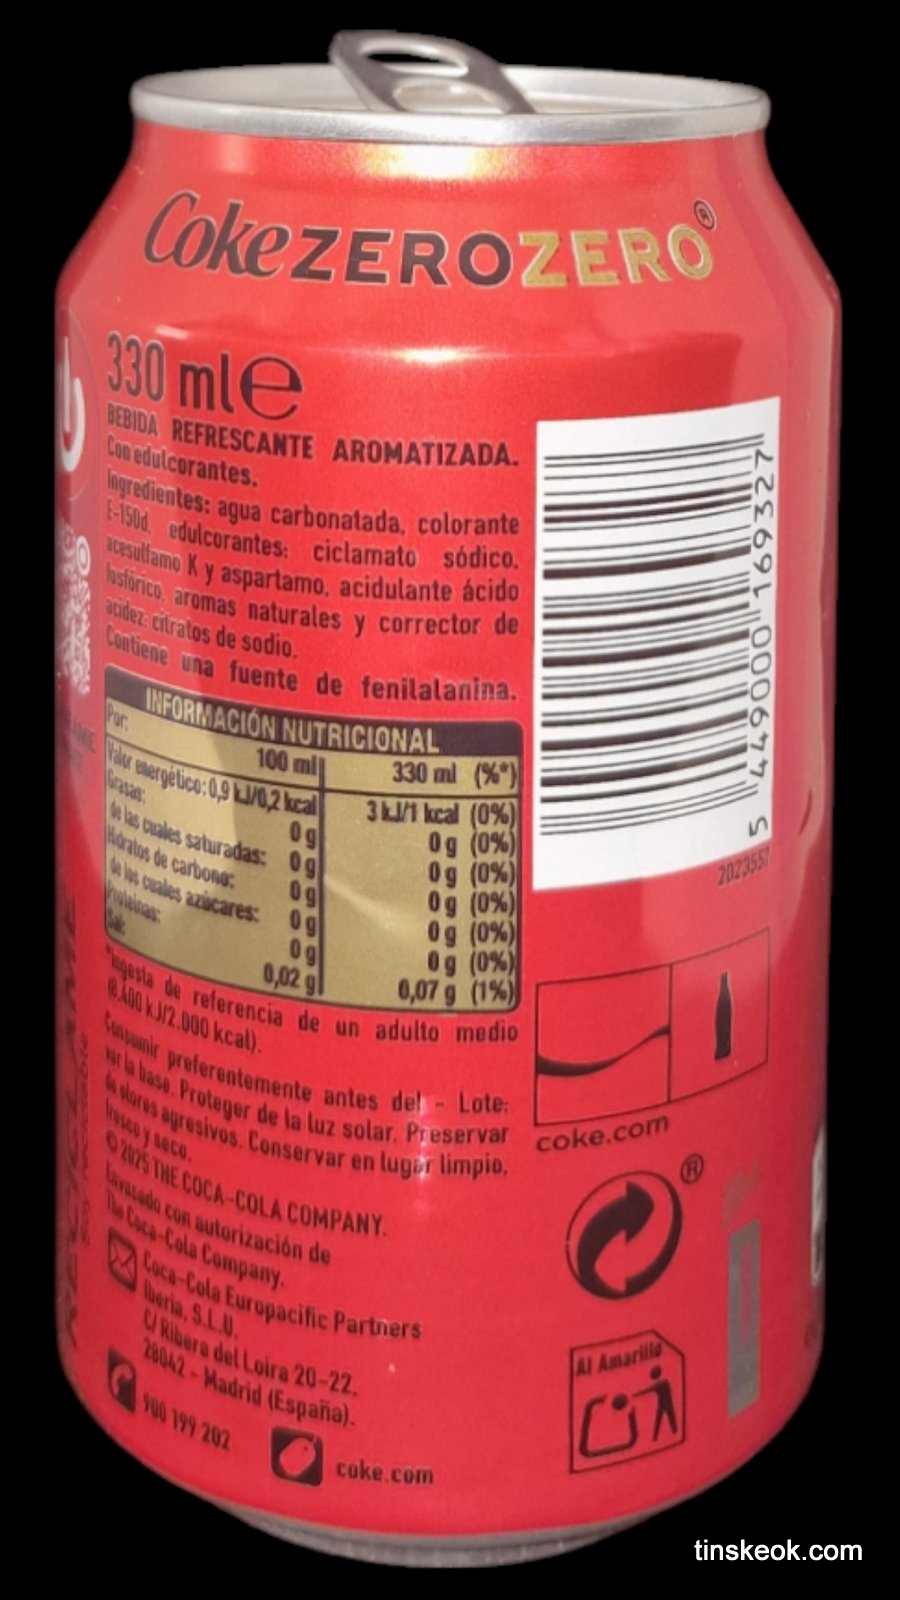 Coke ZERO ZERO®
330 ml e
BEBIDA REFRESCANTE AROMATIZADA.
Con edulcorantes.
Ingredientes: agua carbonatada, colorante
E-150d, edulcorantes: ciclamato sódico,
acesulfamo K y aspartamo, acidulante ácido
fosfórico, aromas naturales y corrector de
acidez: citratos de sodio.
Contiene una fuente de fenilalanina.
INFORMACIÓN NUTRICIONAL
Por: 100 ml 330 ml (%*)
Valor energético: 0,9 kJ/0,2 kcal 3 kJ/1 kcal (0%)
Grasas: 0 g 0 g (0%)
de las cuales saturadas: 0 g 0 g (0%)
Hidratos de carbono: 0 g 0 g (0%)
de los cuales azúcares: 0 g 0 g (0%)
Proteínas: 0 g 0 g (0%)
Sal: 0,02 g 0,07 g (1%)
*Ingesta de referencia de un adulto medio
(8.400 kJ/2.000 kcal).
Consumir preferentemente antes del - Lote:
ver la base. Proteger de la luz solar. Preservar
de olores agresivos. Conservar en lugar limpio,
fresco y seco.
© 2025 THE COCA-COLA COMPANY.
Envasado con autorización de
The Coca-Cola Company.
Coca-Cola Europacific Partners
Iberia, S.L.U.
C/ Ribera del Loira 20-22,
28042 - Madrid (España).
900 199 202
coke.com
5 449000 169327
2023557
coke.com
®
Al Amarillo
tinskeok.com